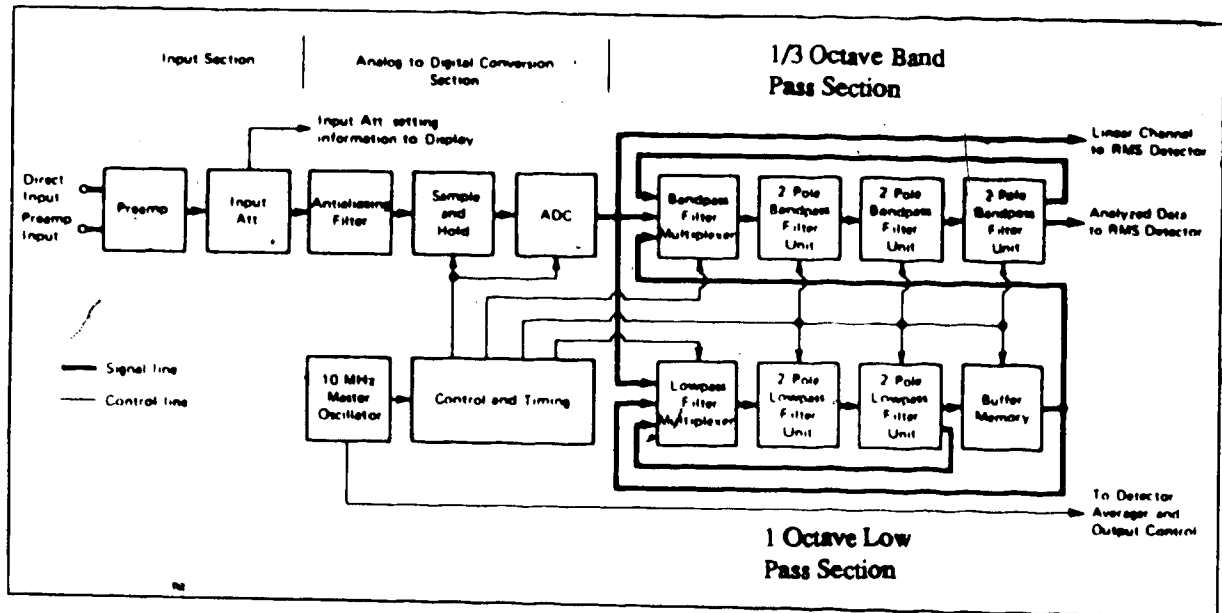 Input Section
Analog to Digital Conversion
Section
1/3 Octave Band
Pass Section
Input Att setting
information to Display
Linear Channel
to RMS Detector
Direct
Input
Preamp
Input
Preamp
Input
Att
Antialiasing
Filter
Sample
and
Hold
ADC
Bandpass
Filter
Multiplexer
2 Pole
Bandpass
Filter
Unit
2 Pole
Bandpass
Filter
Unit
2 Pole
Bandpass
Filter
Unit
Analyzed Data
to RMS Detector
Signal line
Control line
10 MHz
Master
Oscillator
Control and Timing
Lowpass
Filter
Multiplexer
2 Pole
Lowpass
Filter
Unit
2 Pole
Lowpass
Filter
Unit
Buffer
Memory
To Detector
Averager and
Output Control
1 Octave Low
Pass Section